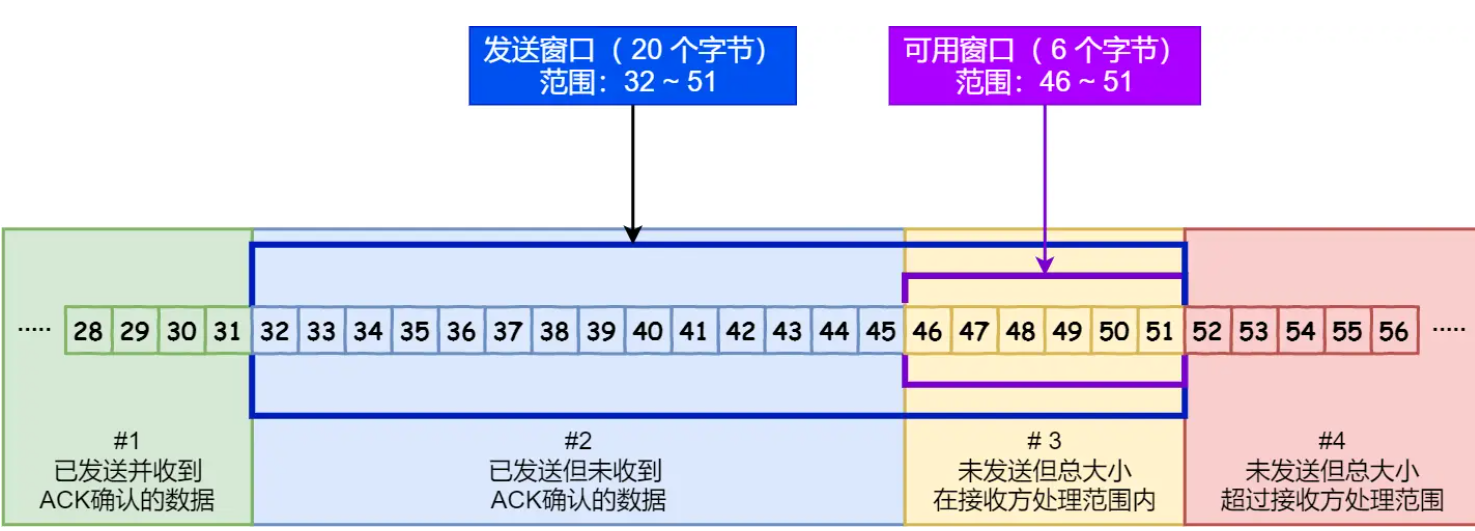 发送窗口（ 20 个字节）
范围：32 ~ 51
可用窗口（ 6 个字节）
范围：46 ~ 51
..... 28 29 30 31 32 33 34 35 36 37 38 39 40 41 42 43 44 45 46 47 48 49 50 51 52 53 54 55 56 .....
#1
已发送并收到
ACK确认的数据
#2
已发送但未收到
ACK确认的数据
# 3
未发送但总大小
在接收方处理范围内
#4
未发送但总大小
超过接收方处理范围